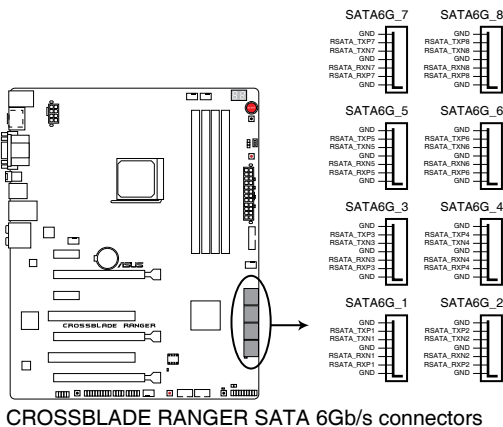 SATA6G_7
GND
RSATA_TXP7
RSATA_TXN7
GND
RSATA_RXN7
RSATA_RXP7
GND
SATA6G_8
GND
RSATA_TXP8
RSATA_TXN8
GND
RSATA_RXN8
RSATA_RXP8
GND
SATA6G_5
GND
RSATA_TXP5
RSATA_TXN5
GND
RSATA_RXN5
RSATA_RXP5
GND
SATA6G_6
GND
RSATA_TXP6
RSATA_TXN6
GND
RSATA_RXN6
RSATA_RXP6
GND
SATA6G_3
GND
RSATA_TXP3
RSATA_TXN3
GND
RSATA_RXN3
RSATA_RXP3
GND
SATA6G_4
GND
RSATA_TXP4
RSATA_TXN4
GND
RSATA_RXN4
RSATA_RXP4
GND
SATA6G_1
GND
RSATA_TXP1
RSATA_TXN1
GND
RSATA_RXN1
RSATA_RXP1
GND
SATA6G_2
GND
RSATA_TXP2
RSATA_TXN2
GND
RSATA_RXN2
RSATA_RXP2
GND
ASUS
CROSSBLADE RANGER
CROSSBLADE RANGER SATA 6Gb/s connectors